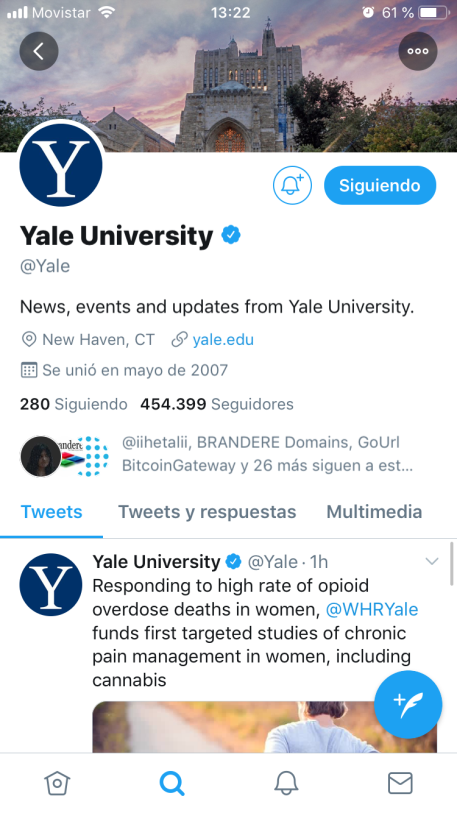 Movistar 13:22 61 %
Y
Siguiendo
Yale University
@Yale
News, events and updates from Yale University.
New Haven, CT yale.edu
Se unió en mayo de 2007
280 Siguiendo 454.399 Seguidores
@iihetalii, BRANDERE Domains, GoUrl
BitcoinGateway y 26 más siguen a est...
Tweets Tweets y respuestas Multimedia
Y
Yale University @Yale · 1h
Responding to high rate of opioid
overdose deaths in women, @WHRYale
funds first targeted studies of chronic
pain management in women, including
cannabis